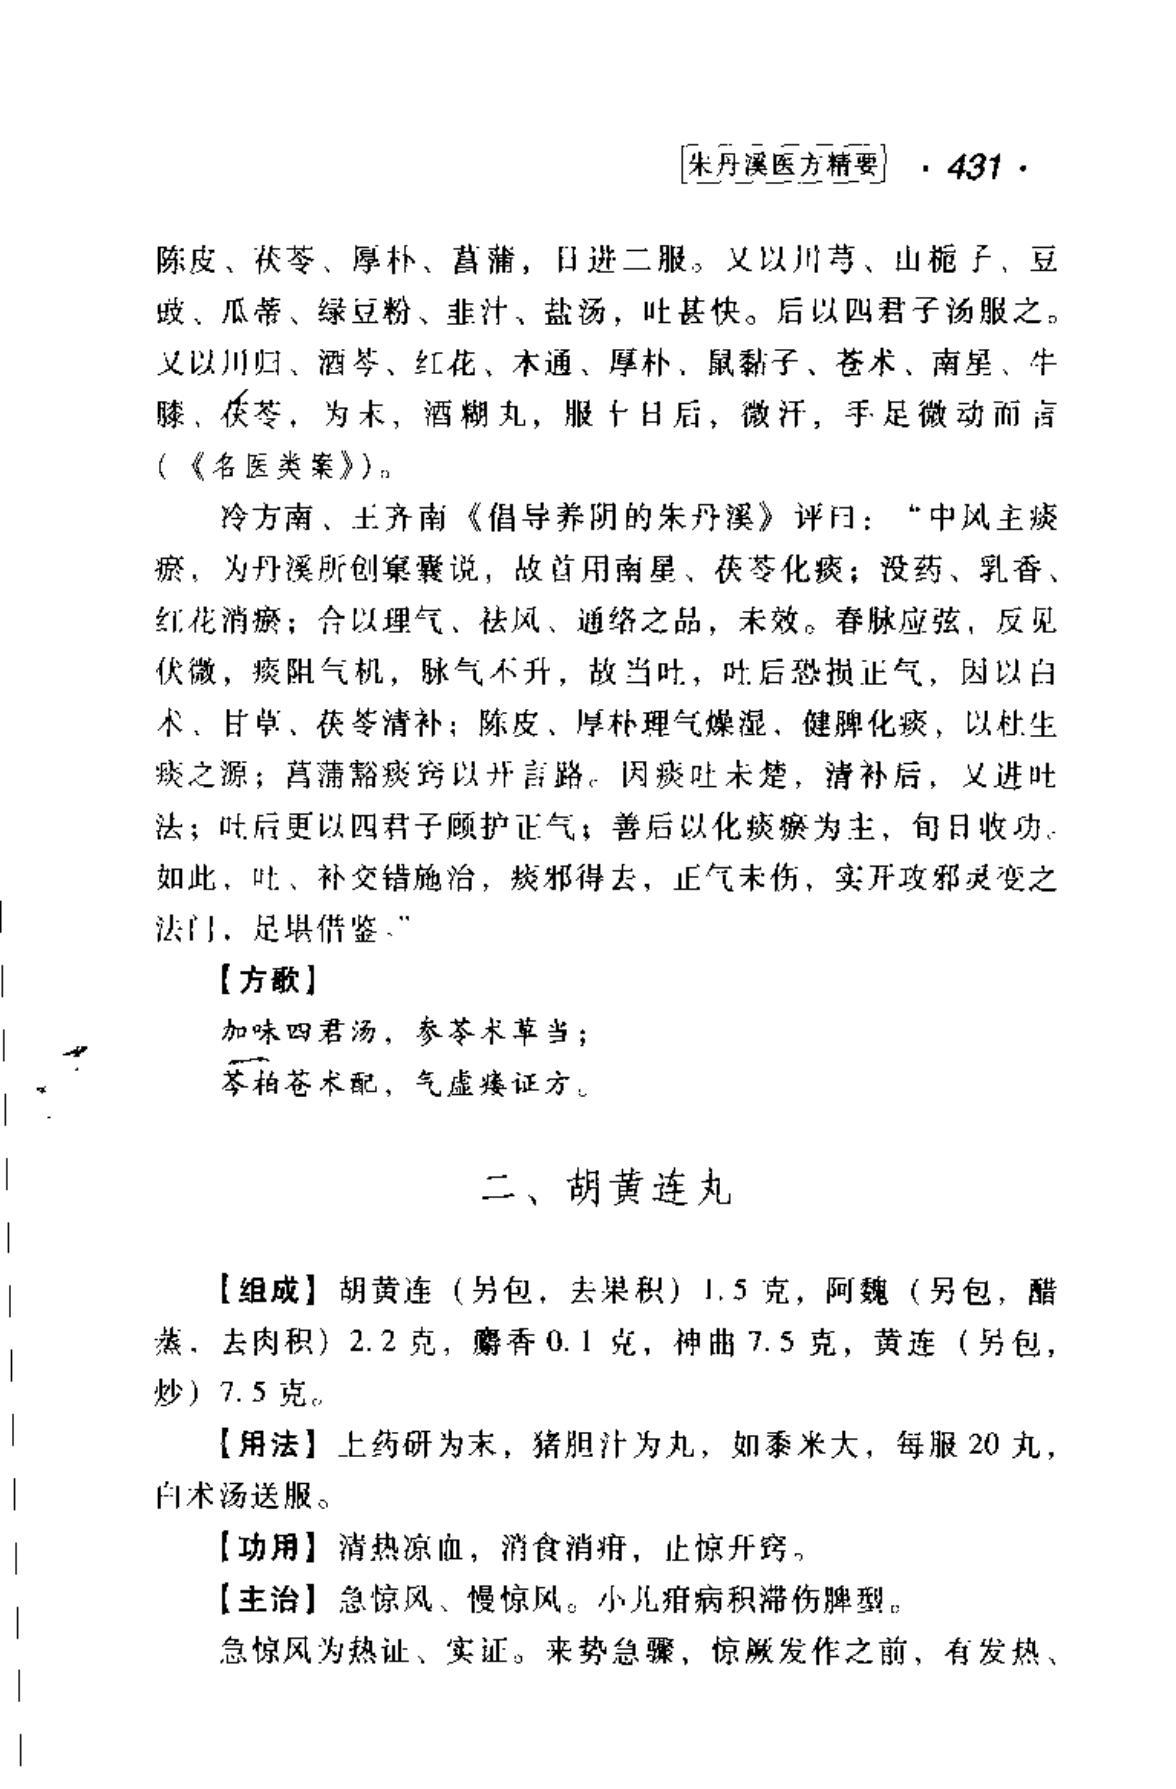 朱丹溪医方精要 · 431 ·
陈皮、茯苓、厚朴、菖蒲，日进二服。又以川芎、山栀子、豆
豉、瓜蒂、绿豆粉、韭汁、盐汤，吐甚快。后以四君子汤服之。
又以川归、酒芩、红花、木通、厚朴、鼠黏子、苍术、南星、牛
膝、茯苓，为末，酒糊丸，服十日后，微汗，手足微动而言
（《名医类案》）。
冷方南、王齐南《倡导养阴的朱丹溪》评曰：“中风主痰
瘀，为丹溪所创窠囊说，故首用南星、茯苓化痰；没药、乳香、
红花消瘀；合以理气、祛风、通络之品，未效。春脉应弦，反见
伏微，痰阻气机，脉气不升，故当吐，吐后恐损正气，因以白
术、甘草、茯苓清补；陈皮、厚朴理气燥湿，健脾化痰，以杜生
痰之源；菖蒲豁痰窍以开言路。因痰吐未楚，清补后，又进吐
法；吐后更以四君子顾护正气；善后以化痰瘀为主，旬日收功。
如此，吐、补交错施治，痰邪得去，正气未伤，实开攻邪灵变之
法门，足堪借鉴。”
【方歌】
加味四君汤，参苓术草当；
芩柏苍术配，气虚痿证方。
二、胡黄连丸
【组成】胡黄连（另包，去果积）1.5克，阿魏（另包，醋
蒸，去肉积）2.2克，麝香0.1克，神曲7.5克，黄连（另包，
炒）7.5克。
【用法】上药研为末，猪胆汁为丸，如黍米大，每服20丸，
白术汤送服。
【功用】清热凉血，消食消疳，止惊开窍。
【主治】急惊风、慢惊风。小儿疳病积滞伤脾型。
急惊风为热证、实证。来势急骤，惊厥发作之前，有发热、